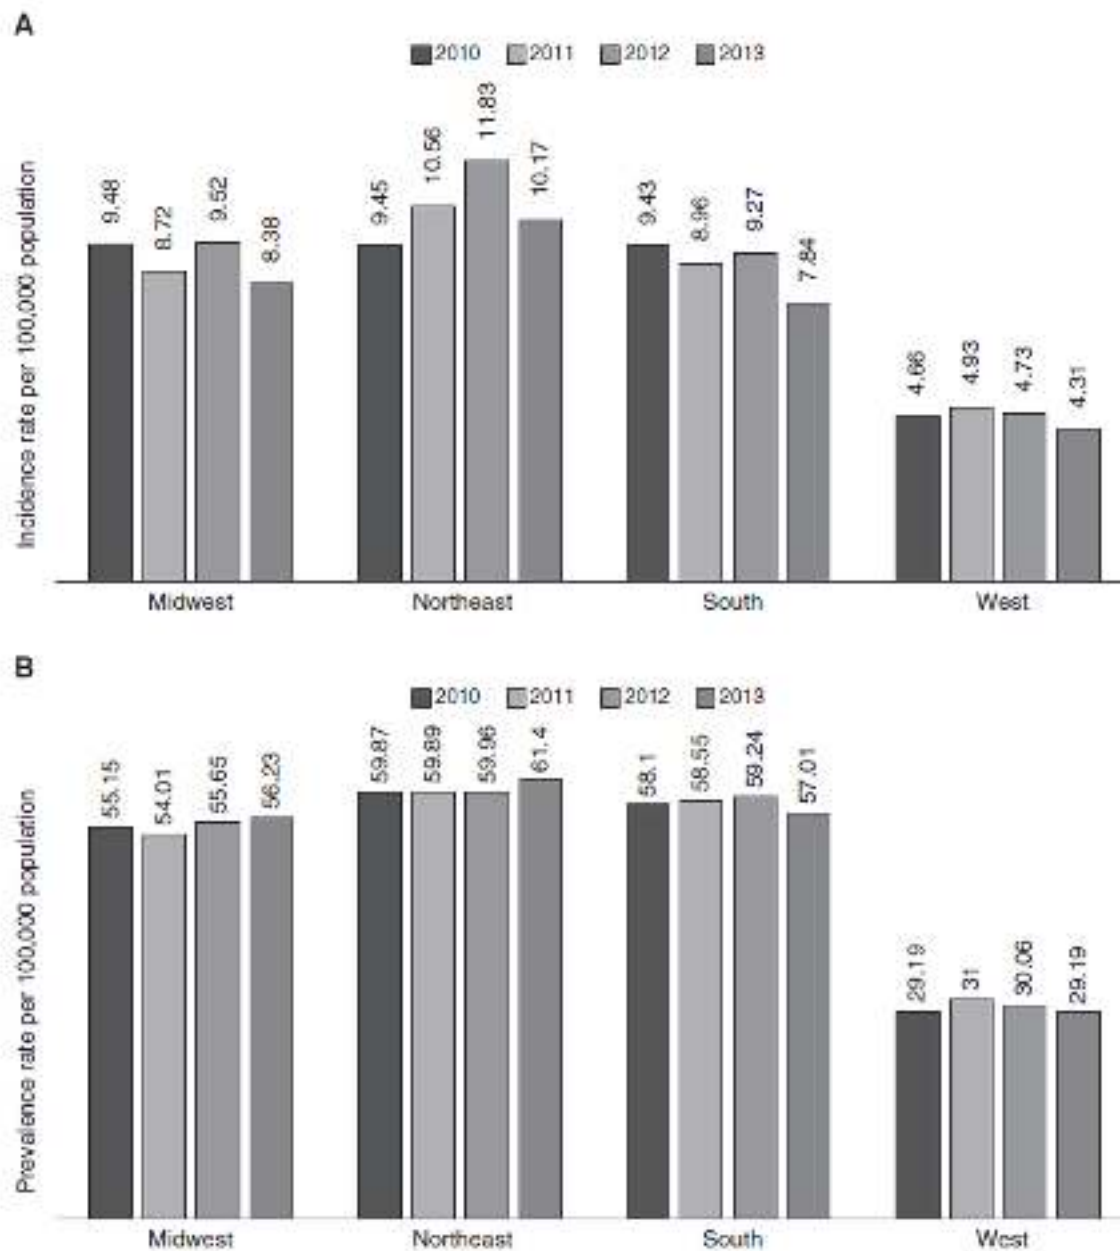 A
2010 2011 2012 2013
Incidence rate per 100,000 population
9.48 8.72 9.52 8.38
9.45 10.56 11.83 10.17
9.43 8.96 9.27 7.84
4.66 4.93 4.73 4.31
Midwest Northeast South West
B
2010 2011 2012 2013
Prevalence rate per 100,000 population
55.15 54.01 55.65 56.23
59.87 59.89 59.96 61.4
58.1 58.55 59.24 57.01
29.19 31 30.06 29.19
Midwest Northeast South West